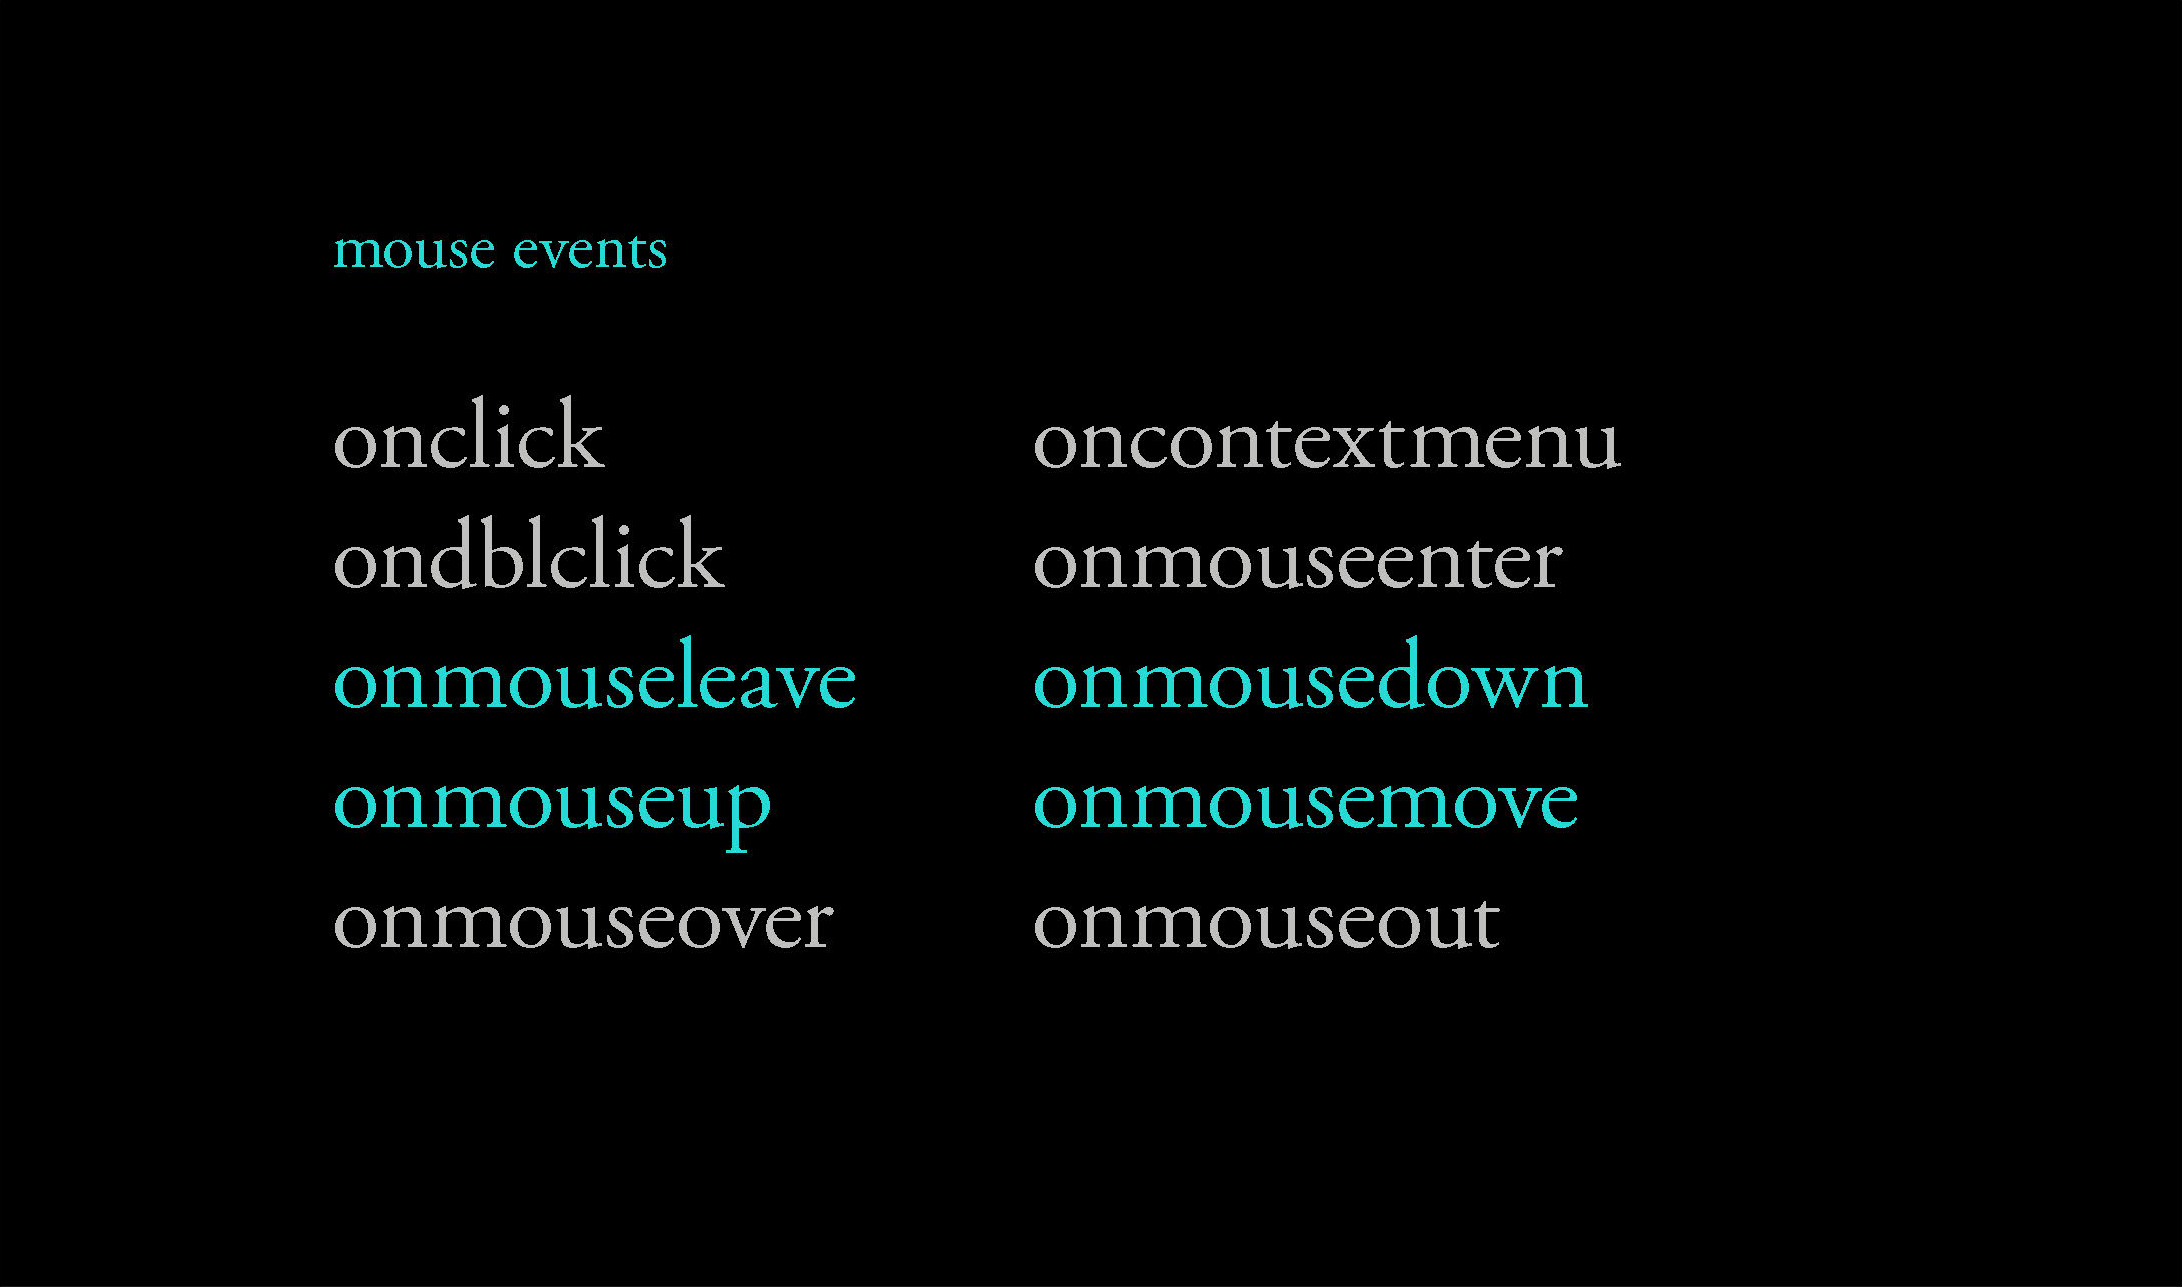 mouse events
onclick
oncontextmenu
ondblclick
onmouseenter
onmouseleave
onmousedown
onmouseup
onmousemove
onmouseover
onmouseout